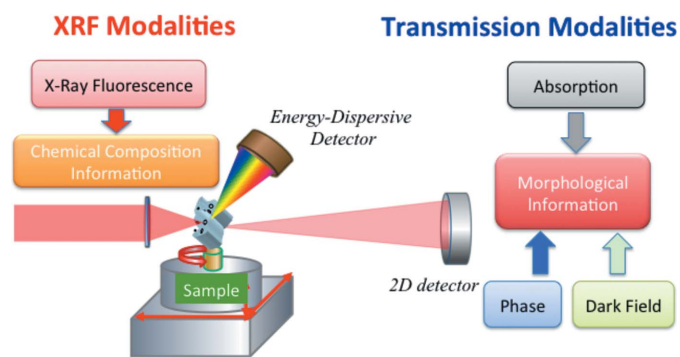 XRF Modalities
X-Ray Fluorescence
Chemical Composition
Information
Energy-Dispersive
Detector
Sample
2D detector
Transmission Modalities
Absorption
Morphological
Information
Phase
Dark Field